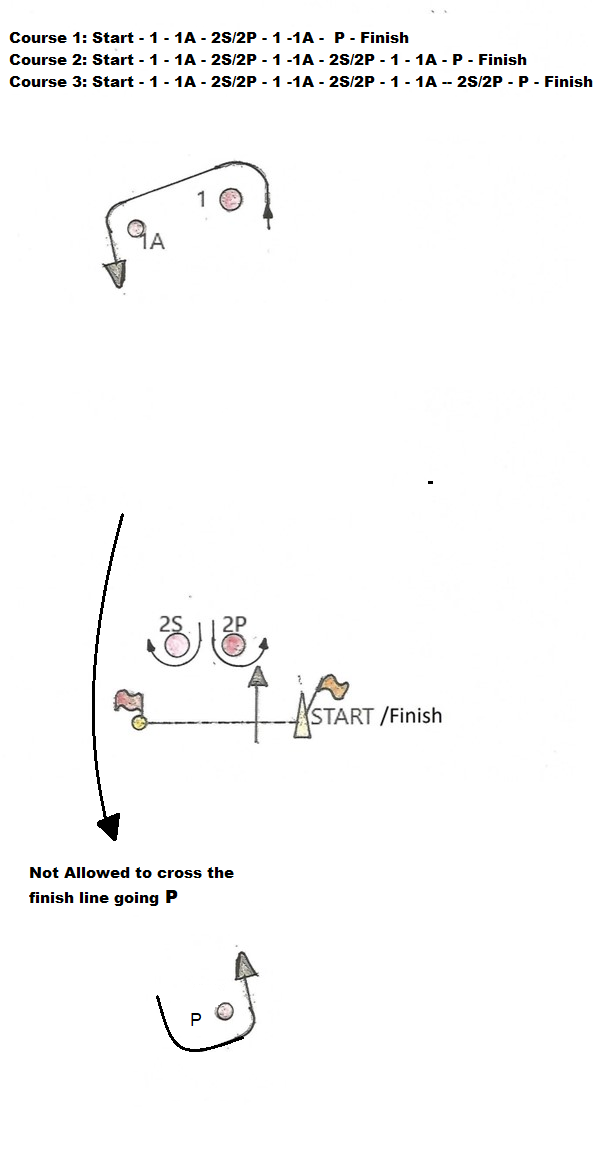 Course 1: Start - 1 - 1A - 2S/2P - 1 -1A -  P - Finish
Course 2: Start - 1 - 1A - 2S/2P - 1 -1A - 2S/2P - 1 - 1A - P - Finish
Course 3: Start - 1 - 1A - 2S/2P - 1 -1A - 2S/2P - 1 - 1A -- 2S/2P - P - Finish
1
1A
2S 2P
START /Finish
Not Allowed to cross the
finish line going P
P